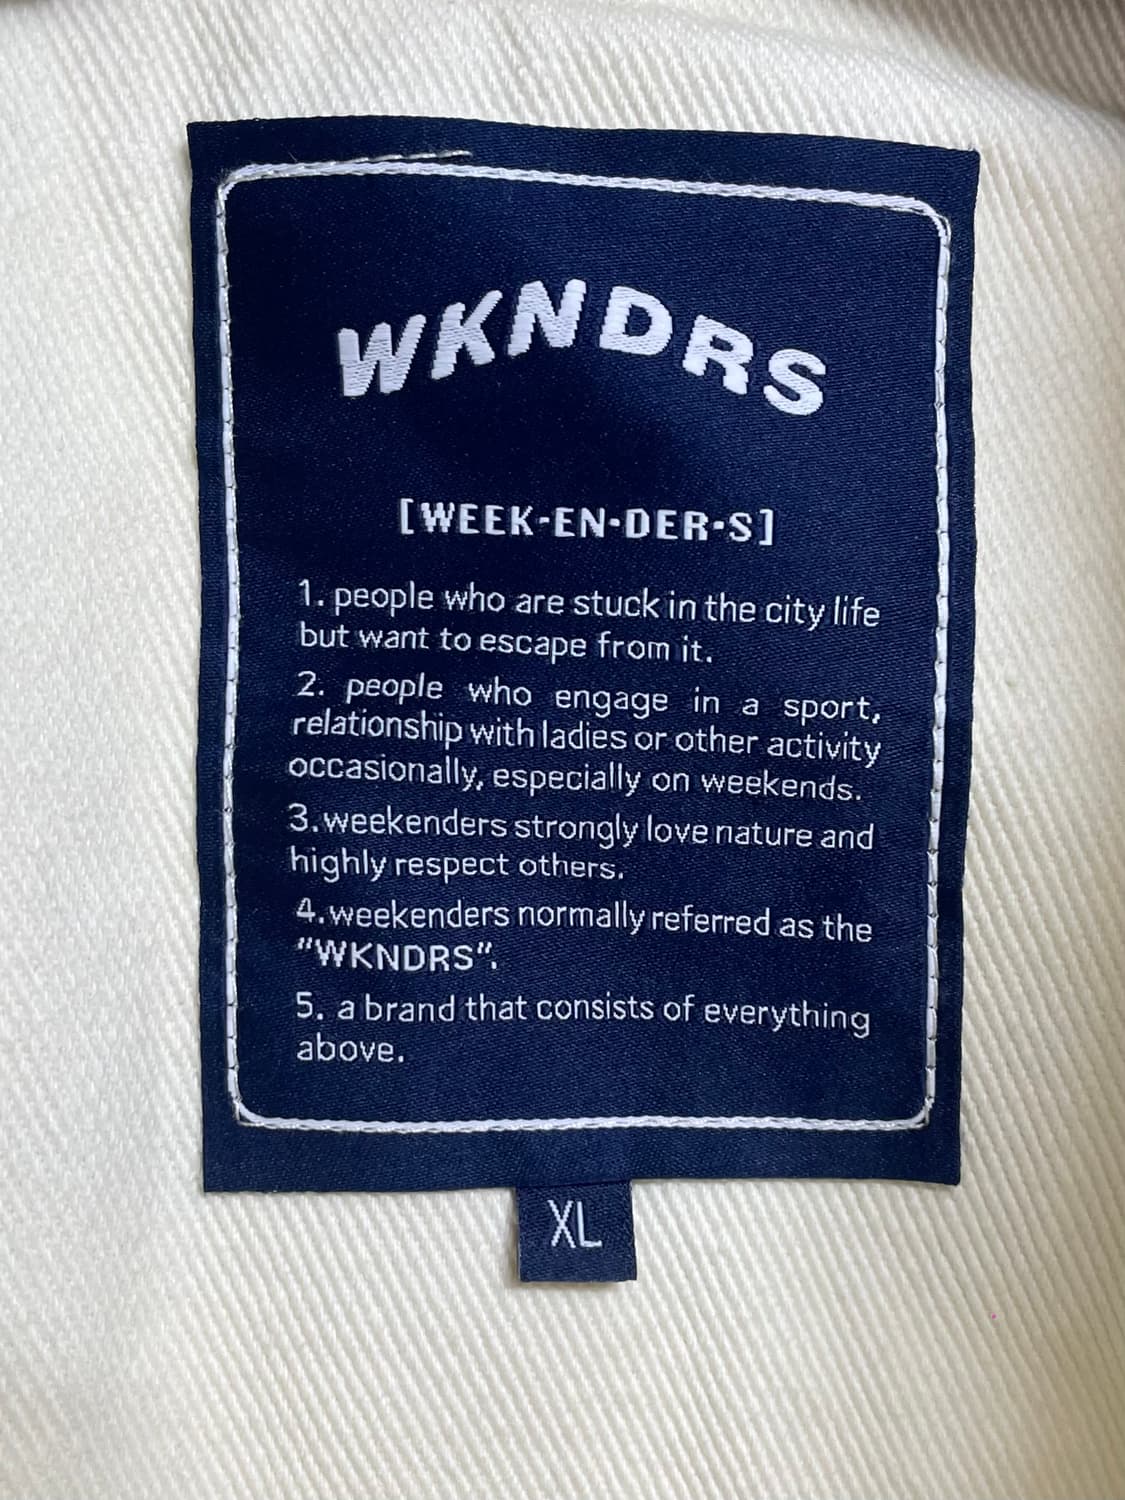 WKNDRS
[WEEK-EN-DER-S]
1. people who are stuck in the city life
but want to escape from it.
2. people who engage in a sport,
relationship with ladies or other activity
occasionally, especially on weekends.
3.weekenders strongly love nature and
highly respect others.
4.weekenders normally referred as the
"WKNDRS".
5. a brand that consists of everything
above.
XL